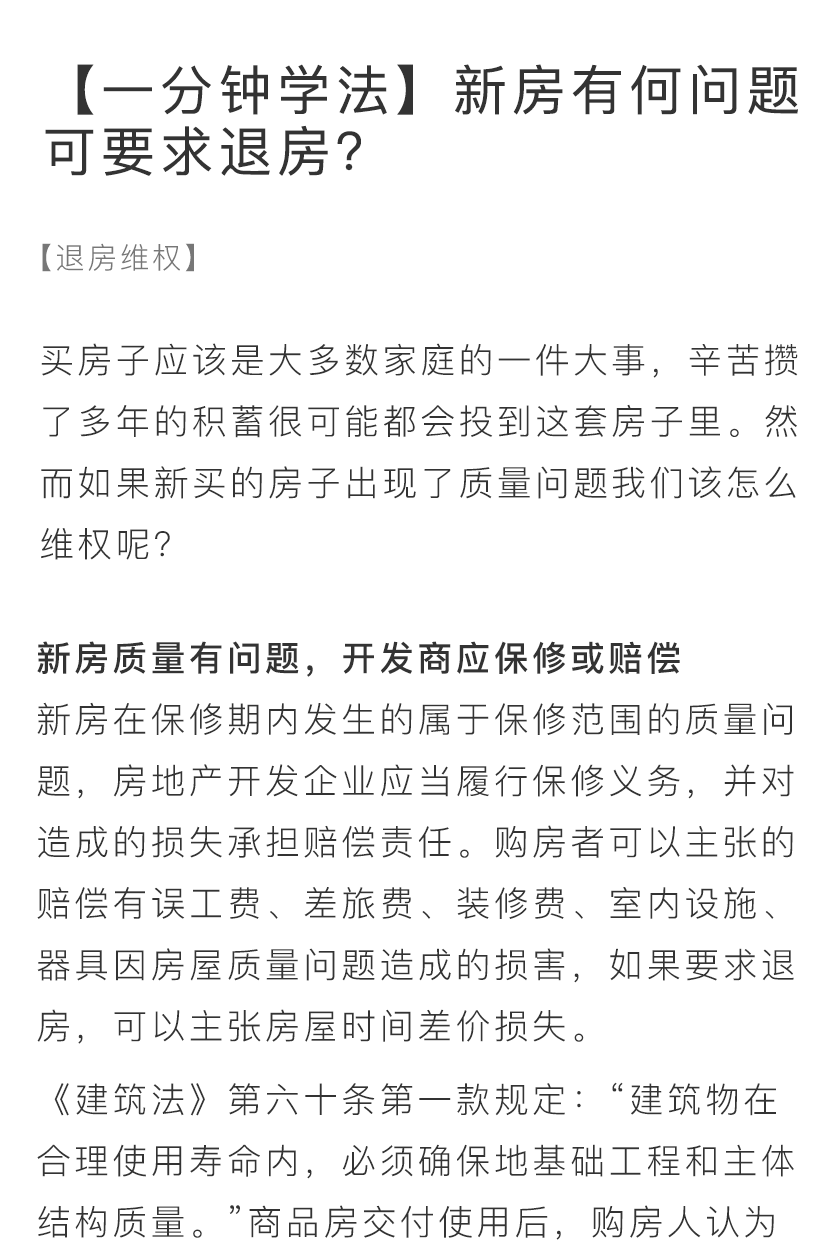 【一分钟学法】新房有何问题
可要求退房？
【退房维权】
买房子应该是大多数家庭的一件大事，辛苦攒
了多年的积蓄很可能都会投到这套房子里。然
而如果新买的房子出现了质量问题我们该怎么
维权呢？
新房质量有问题，开发商应保修或赔偿
新房在保修期内发生的属于保修范围的质量问
题，房地产开发企业应当履行保修义务，并对
造成的损失承担赔偿责任。购房者可以主张的
赔偿有误工费、差旅费、装修费、室内设施、
器具因房屋质量问题造成的损害，如果要求退
房，可以主张房屋时间差价损失。
《建筑法》第六十条第一款规定：“建筑物在
合理使用寿命内，必须确保地基础工程和主体
结构质量。”商品房交付使用后，购房人认为